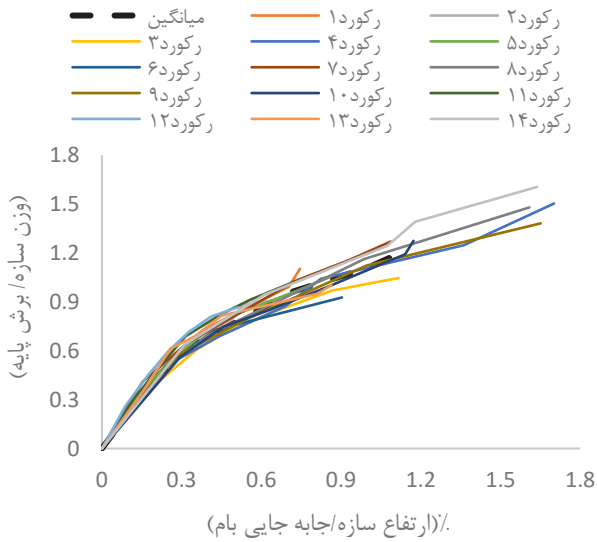 میانگین رکورد۱ رکورد۲
رکورد۳ رکورد۴ رکورد۵
رکورد۶ رکورد۷ رکورد۸
رکورد۹ رکورد۱۰ رکورد۱۱
رکورد۱۲ رکورد۱۳ رکورد۱۴
1.8
1.5
1.2
0.9
0.6
0.3
0
(وزن سازه/ برش پایه)
0 0.3 0.6 0.9 1.2 1.5 1.8
%(ارتفاع سازه/جابه جایی بام)